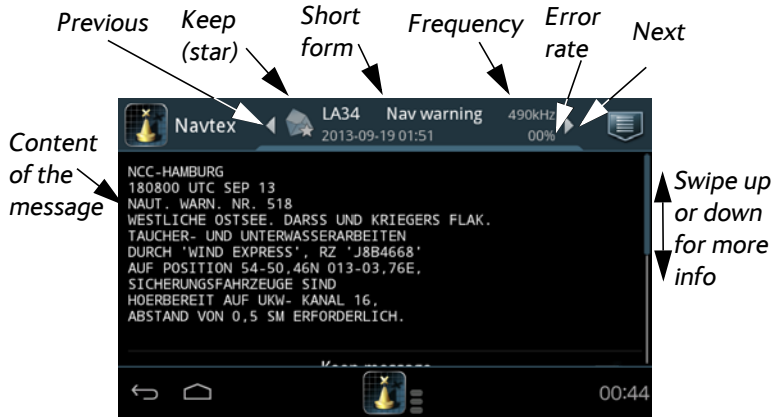 Previous
Keep
(star)
Short
form
Frequency
Error
rate
Next
Content
of the
message
Navtex
LA34 Nav warning 490kHz
2013-09-19 01:51 00%
NCC-HAMBURG
180800 UTC SEP 13
NAUT. WARN. NR. 518
WESTLICHE OSTSEE. DARSS UND KRIEGERS FLAK.
TAUCHER- UND UNTERWASSERARBEITEN
DURCH 'WIND EXPRESS', RZ 'J8B4668'
AUF POSITION 54-50,46N 013-03,76E,
SICHERUNGSFAHRZEUGE SIND
HOERBEREIT AUF UKW- KANAL 16,
ABSTAND VON 0,5 SM ERFORDERLICH.
Swipe up
or down
for more
info
Keep message
00:44